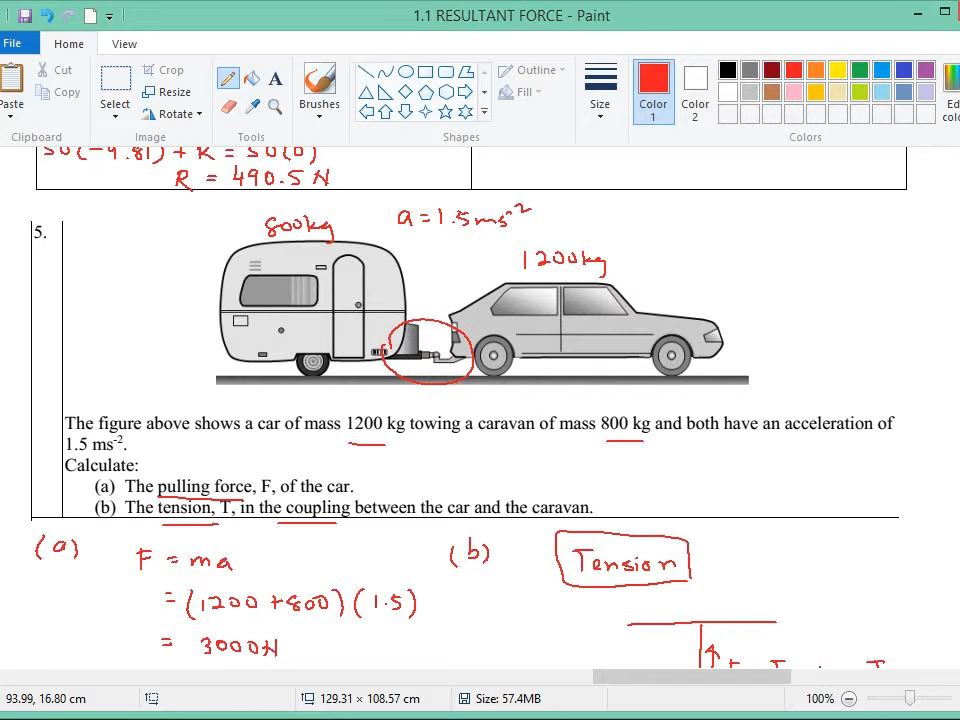 1.1 RESULTANT FORCE - Paint
File Home View
Paste Cut Copy
Select Crop Resize Rotate
Brushes
Outline Fill
Size
Color 1 Color 2
Clipboard Image Tools Shapes Colors
50(-9.81) + R = 50(0)
R = 490.5 N
5.
800kg a = 1.5 ms-2
1200kg
The figure above shows a car of mass 1200 kg towing a caravan of mass 800 kg and both have an acceleration of
1.5 ms-2.
Calculate:
(a) The pulling force, F, of the car.
(b) The tension, T, in the coupling between the car and the caravan.
(a) F = ma
= (1200 + 800)(1.5)
= 3000N
(b) Tension
93.99, 16.80 cm 129.31 × 108.57 cm Size: 57.4MB 100%